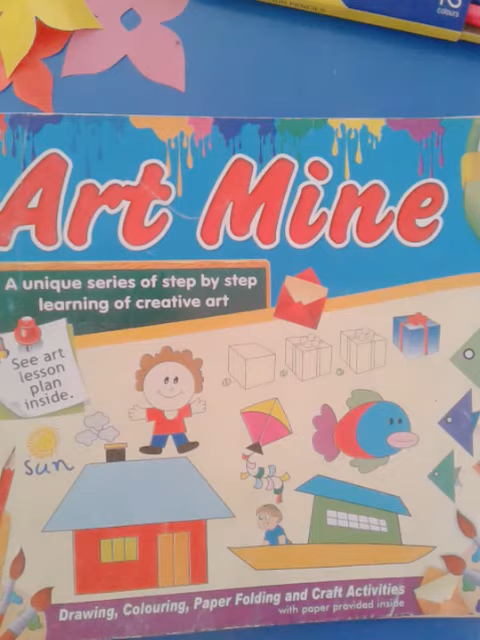 colours
Art Mine
A unique series of step by step
learning of creative art
See art
lesson
plan
inside.
sun
Drawing, Colouring, Paper Folding and Craft Activities
with paper provided inside